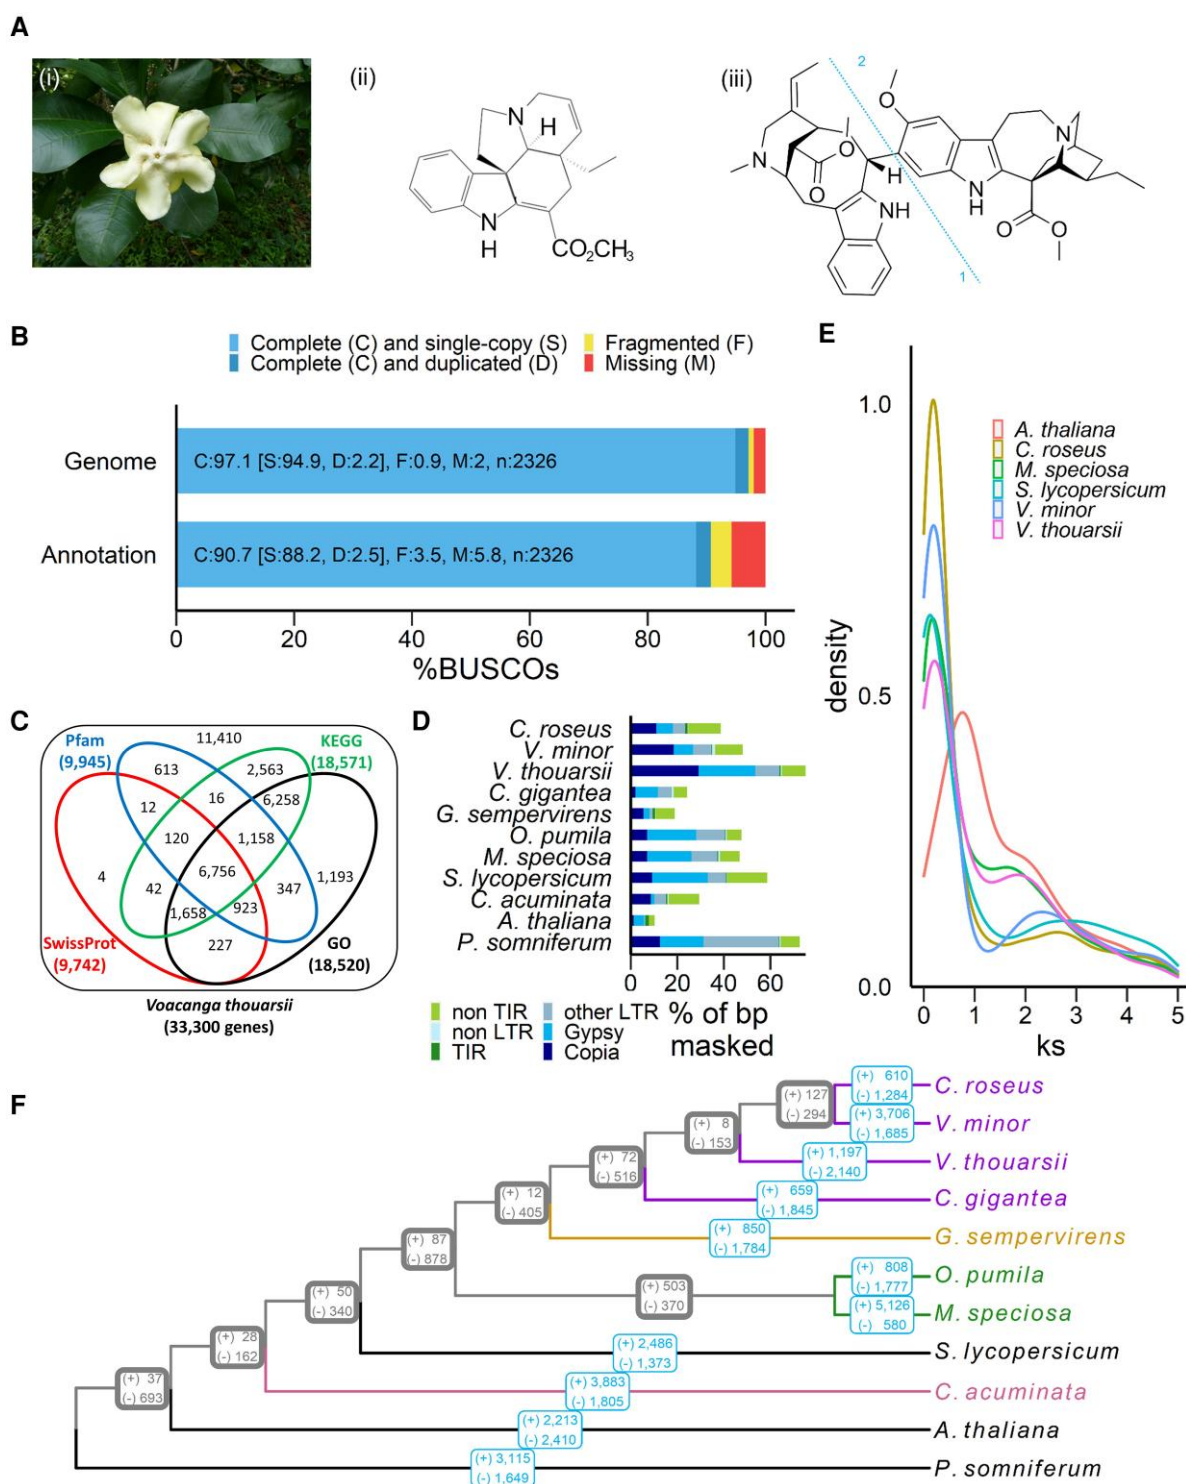 A
(i)
(ii)
N
H
N
H
CO2CH3
(iii)
2
O
O
N
O
H
NH
N
N
H
O
O
1
B
Complete (C) and single-copy (S)
Fragmented (F)
Complete (C) and duplicated (D)
Missing (M)
Genome
C:97.1 [S:94.9, D:2.2], F:0.9, M:2, n:2326
Annotation
C:90.7 [S:88.2, D:2.5], F:3.5, M:5.8, n:2326
0 20 40 60 80 100
%BUSCOs
C
Pfam
(9,945)
11,410
KEGG
(18,571)
613
2,563
12
16
6,258
120
1,158
4
42
6,756
347
1,193
1,658
923
227
SwissProt
(9,742)
GO
(18,520)
Voacanga thouarsii
(33,300 genes)
D
C. roseus
V. minor
V. thouarsii
C. gigantea
G. sempervirens
O. pumila
M. speciosa
S. lycopersicum
C. acuminata
A. thaliana
P. somniferum
0 20 40 60
% of bp
masked
non TIR
other LTR
non LTR
Gypsy
TIR
Copia
E
1.0
0.5
0.0
density
A. thaliana
C. roseus
M. speciosa
S. lycopersicum
V. minor
V. thouarsii
0 1 2 3 4 5
ks
F
(+) 610
(-) 1,284
C. roseus
(+) 127
(-) 294
(+) 3,706
(-) 1,685
V. minor
(+) 8
(-) 153
(+) 1,197
(-) 2,140
V. thouarsii
(+) 72
(-) 516
(+) 659
(-) 1,845
C. gigantea
(+) 12
(-) 405
(+) 850
(-) 1,784
G. sempervirens
(+) 87
(-) 878
(+) 808
(-) 1,777
O. pumila
(+) 503
(-) 370
(+) 5,126
(-) 580
M. speciosa
(+) 50
(-) 340
(+) 2,486
(-) 1,373
S. lycopersicum
(+) 28
(-) 162
(+) 3,883
(-) 1,805
C. acuminata
(+) 37
(-) 693
(+) 2,213
(-) 2,410
A. thaliana
(+) 3,115
(-) 1,649
P. somniferum